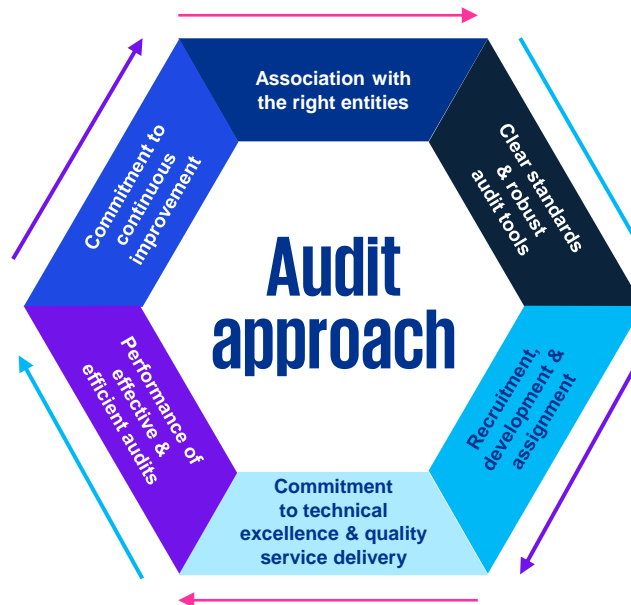 Association with
the right entities
Clear standards
& robust
audit tools
Recruitment,
development &
assignment
Commitment
to technical
excellence & quality
service delivery
Performance of
effective &
efficient audits
Commitment to
continuous
improvement
Audit
approach